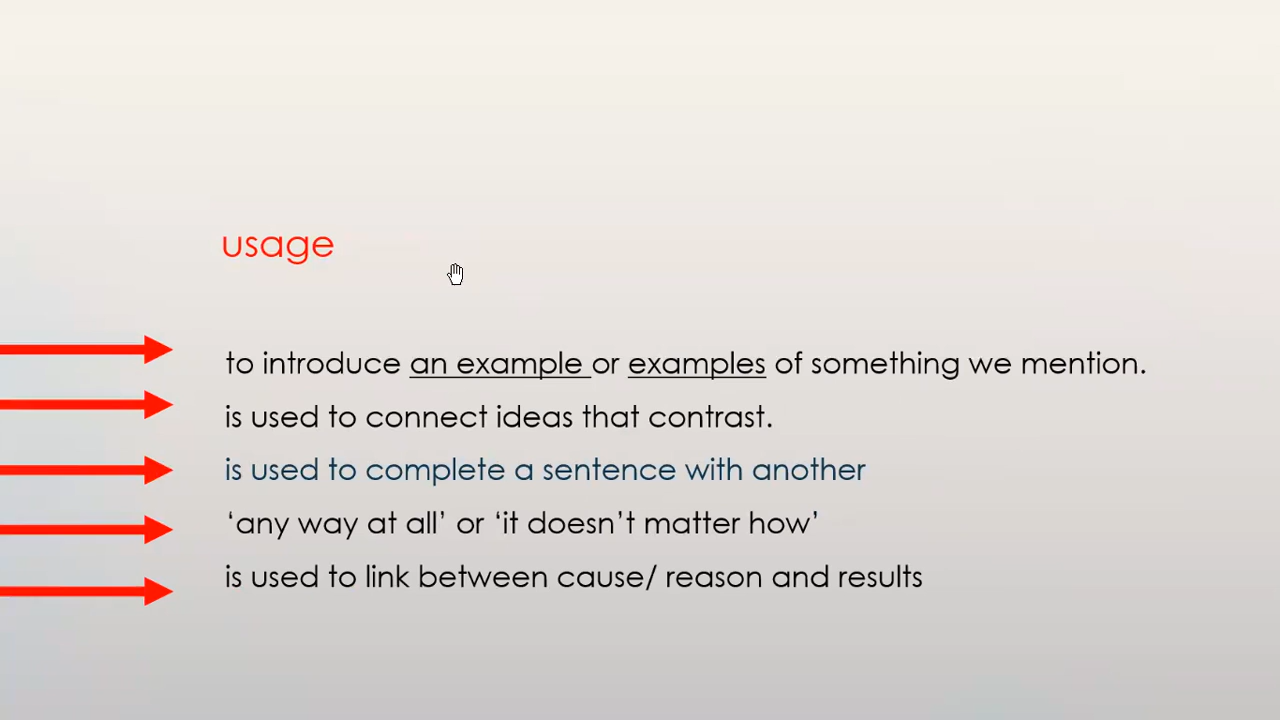 usage
to introduce an example or examples of something we mention.
is used to connect ideas that contrast.
is used to complete a sentence with another
‘any way at all’ or ‘it doesn’t matter how’
is used to link between cause/ reason and results